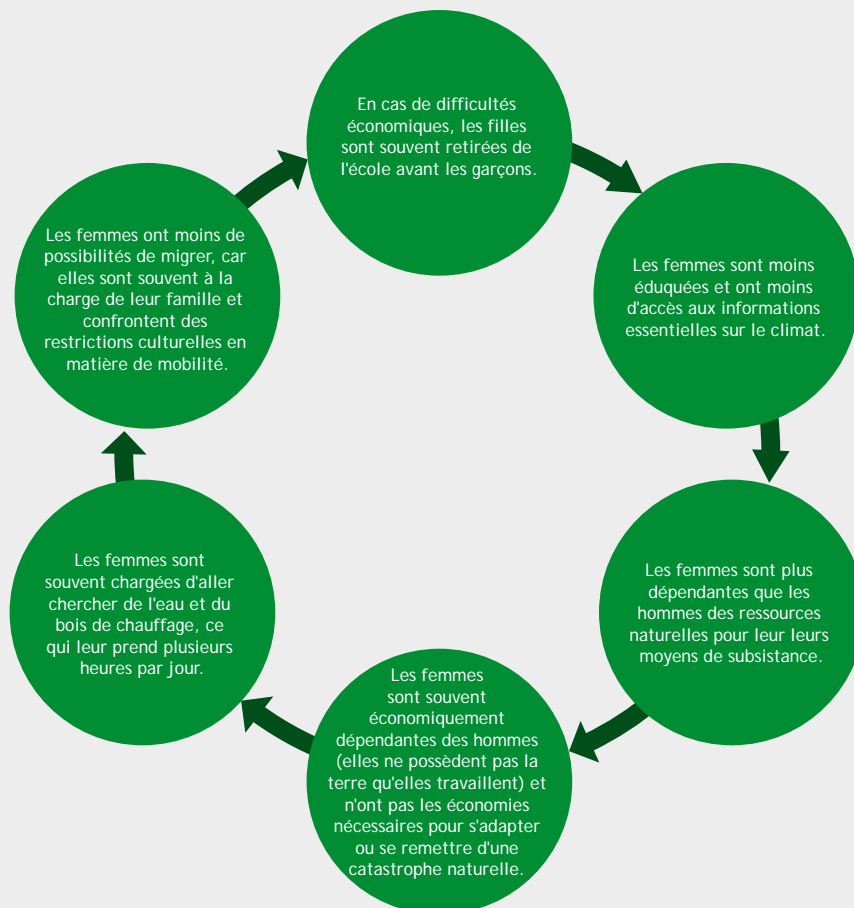 En cas de difficultés
économiques, les filles
sont souvent retirées de
l'école avant les garçons.
Les femmes sont moins
éduquées et ont moins
d'accès aux informations
essentielles sur le climat.
Les femmes sont plus
dépendantes que les
hommes des ressources
naturelles pour leur leurs
moyens de subsistance.
Les femmes
sont souvent
économiquement
dépendantes des hommes
(elles ne possèdent pas la
terre qu'elles travaillent) et
n'ont pas les économies
nécessaires pour s'adapter
ou se remettre d'une
catastrophe naturelle.
Les femmes sont
souvent chargées d'aller
chercher de l'eau et du
bois de chauffage, ce
qui leur prend plusieurs
heures par jour.
Les femmes ont moins de
possibilités de migrer, car
elles sont souvent à la
charge de leur famille et
confrontent des
restrictions culturelles en
matière de mobilité.